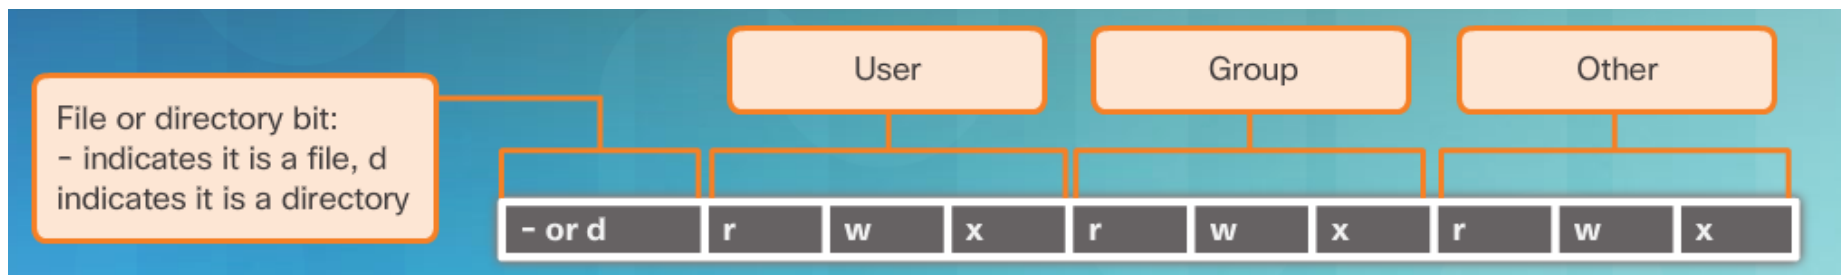 User
Group
Other
File or directory bit:
- indicates it is a file, d
indicates it is a directory
- or d r w x r w x r w x